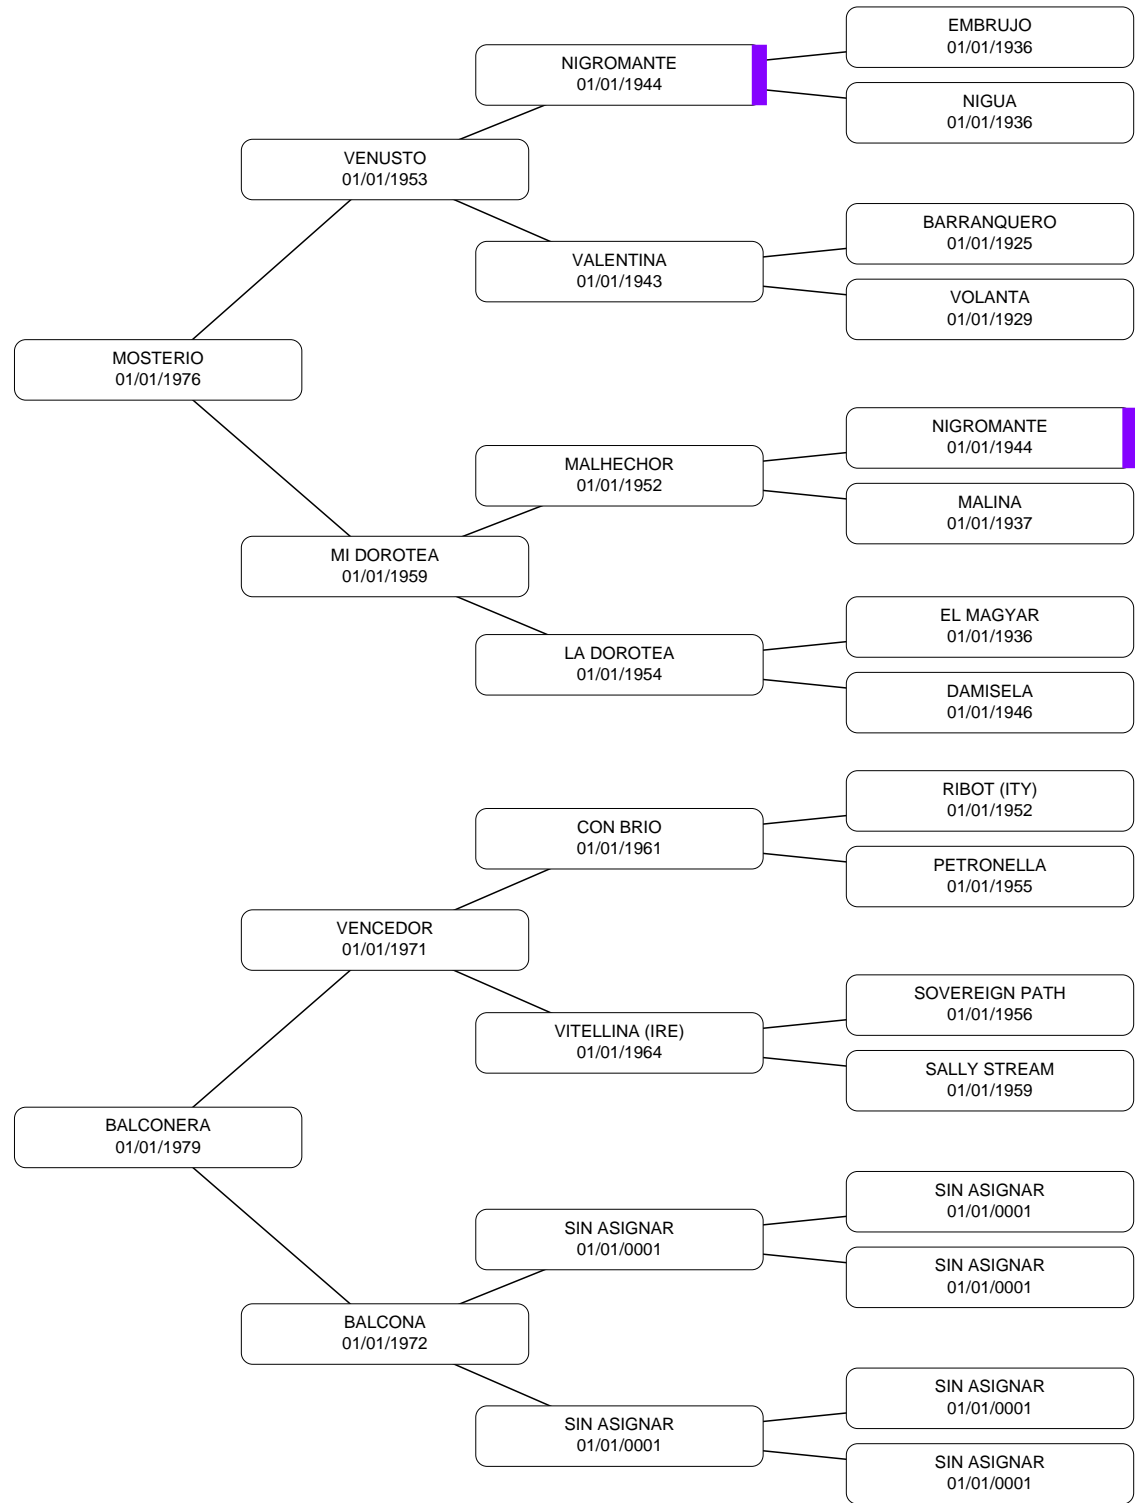 EMBRUJO
01/01/1936
NIGROMANTE
01/01/1944
NIGUA
01/01/1936
VENUSTO
01/01/1953
BARRANQUERO
01/01/1925
VALENTINA
01/01/1943
VOLANTA
01/01/1929
MOSTERIO
01/01/1976
NIGROMANTE
01/01/1944
MALHECHOR
01/01/1952
MALINA
01/01/1937
MI DOROTEA
01/01/1959
EL MAGYAR
01/01/1936
LA DOROTEA
01/01/1954
DAMISELA
01/01/1946
RIBOT (ITY)
01/01/1952
CON BRIO
01/01/1961
PETRONELLA
01/01/1955
VENCEDOR
01/01/1971
SOVEREIGN PATH
01/01/1956
VITELLINA (IRE)
01/01/1964
SALLY STREAM
01/01/1959
BALCONERA
01/01/1979
SIN ASIGNAR
01/01/0001
SIN ASIGNAR
01/01/0001
SIN ASIGNAR
01/01/0001
BALCONA
01/01/1972
SIN ASIGNAR
01/01/0001
SIN ASIGNAR
01/01/0001
SIN ASIGNAR
01/01/0001